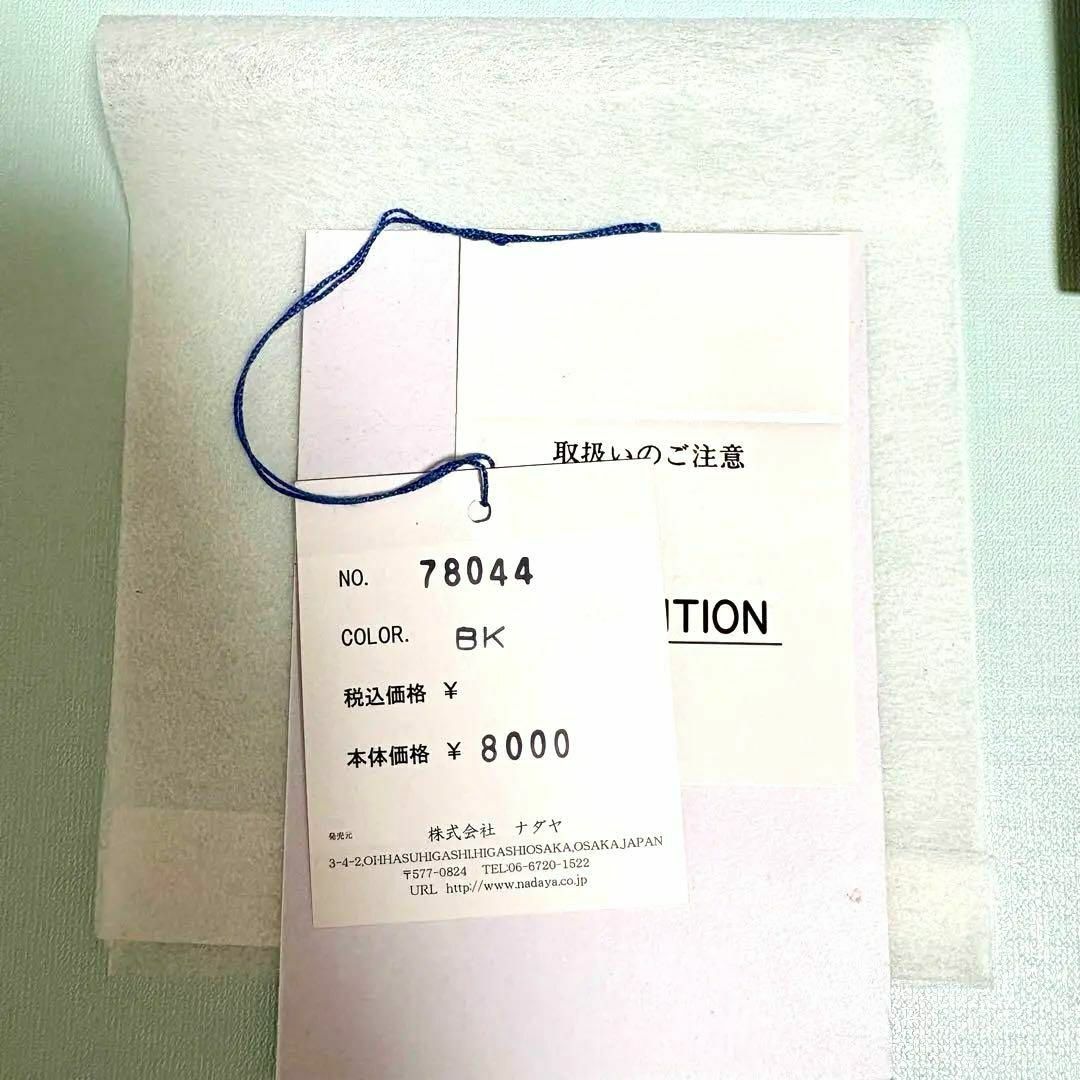 取扱いのご注意
ITION
NO. 78044
COLOR. BK
税込価格 ¥
本体価格 ¥ 8000
発売元 株式会社 ナダヤ
3-4-2,OHHASUHIGASHI,HIGASHIOSAKA,OSAKA,JAPAN
〒577-0824 TEL:06-6720-1522
URL http://www.nadaya.co.jp